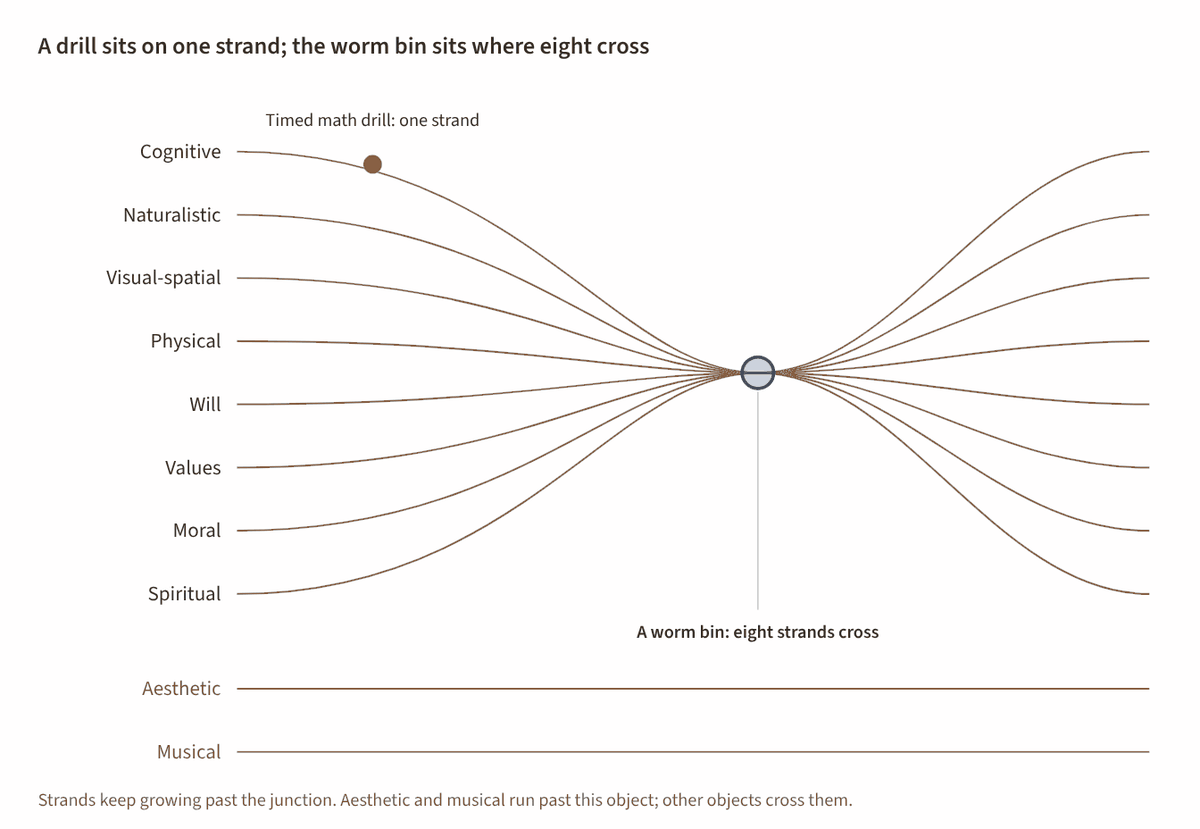 A drill sits on one strand; the worm bin sits where eight cross
Timed math drill: one strand
Cognitive
Naturalistic
Visual-spatial
Physical
Will
Values
Moral
Spiritual
A worm bin: eight strands cross
Aesthetic
Musical
Strands keep growing past the junction. Aesthetic and musical run past this object; other objects cross them.